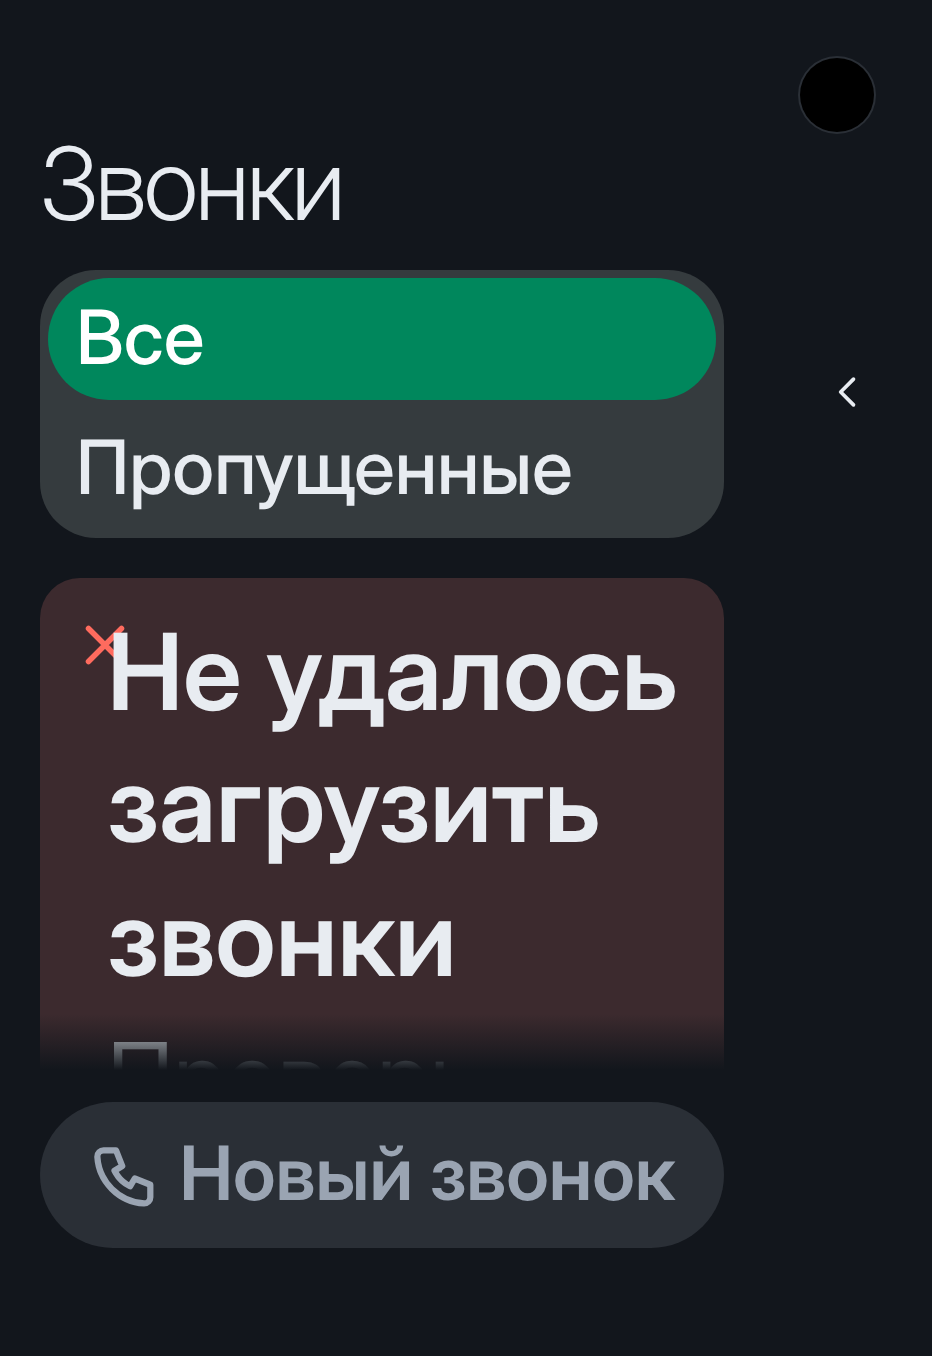 Звонки
Все
Пропущенные
Не удалось
загрузить
звонки
Новый звонок